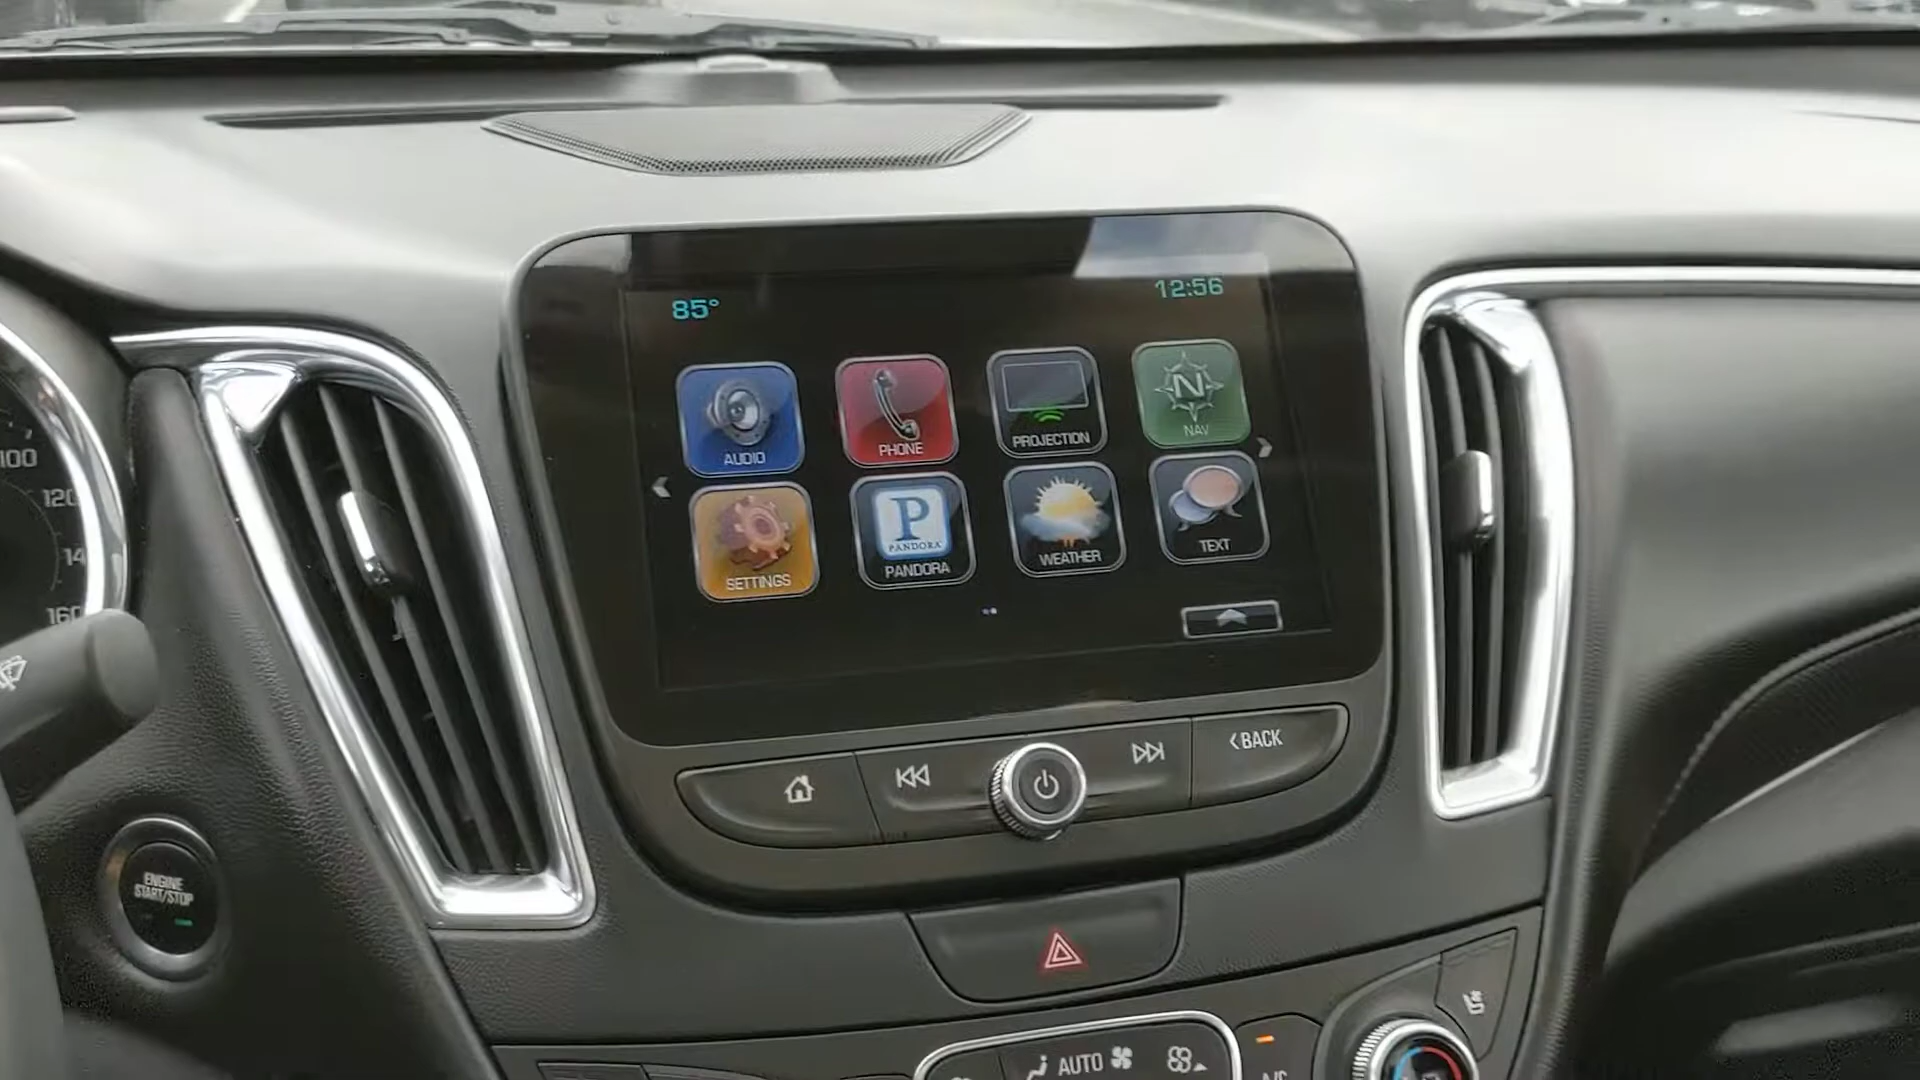 85°
12:56
AUDIO
PHONE
PROJECTION
N
NAV
SETTINGS
P
PANDORA
PANDORA
WEATHER
TEXT
100
120
14
160
BACK
ENGINE
START/STOP
AUTO